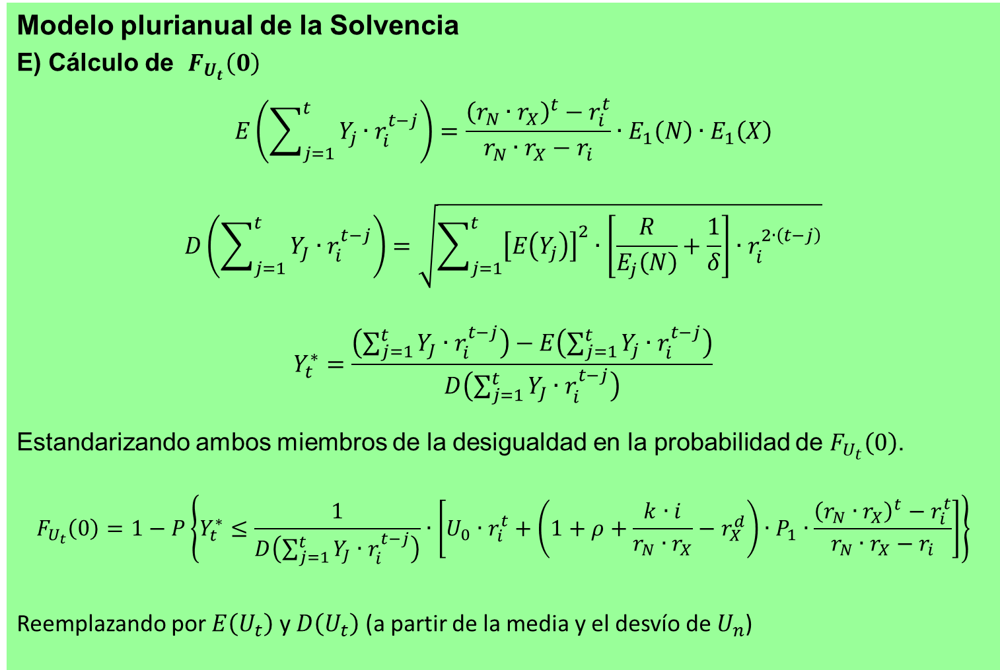 Modelo plurianual de la Solvencia
E) Cálculo de $F_{U_t}(0)$
$E\left(\sum_{j=1}^{t} Y_j \cdot r_i^{t-j}\right) = \frac{(r_N \cdot r_X)^t - r_i^t}{r_N \cdot r_X - r_i} \cdot E_1(N) \cdot E_1(X)$
$D\left(\sum_{j=1}^{t} Y_J \cdot r_i^{t-j}\right) = \sqrt{\sum_{j=1}^{t} [E(Y_j)]^2 \cdot \left[\frac{R}{E_j(N)} + \frac{1}{\delta}\right] \cdot r_i^{2 \cdot (t-j)}}$
$Y_t^* = \frac{\left(\sum_{j=1}^{t} Y_J \cdot r_i^{t-j}\right) - E\left(\sum_{j=1}^{t} Y_j \cdot r_i^{t-j}\right)}{D\left(\sum_{j=1}^{t} Y_J \cdot r_i^{t-j}\right)}$
Estandarizando ambos miembros de la desigualdad en la probabilidad de $F_{U_t}(0)$.
$F_{U_t}(0) = 1 - P\left\{Y_t^* \leq \frac{1}{D\left(\sum_{j=1}^{t} Y_J \cdot r_i^{t-j}\right)} \cdot \left[U_0 \cdot r_i^t + \left(1 + \rho + \frac{k \cdot i}{r_N \cdot r_X} - r_X^d\right) \cdot P_1 \cdot \frac{(r_N \cdot r_X)^t - r_i^t}{r_N \cdot r_X - r_i}\right]\right\}$
Reemplazando por $E(U_t)$ y $D(U_t)$ (a partir de la media y el desvío de $U_n$)